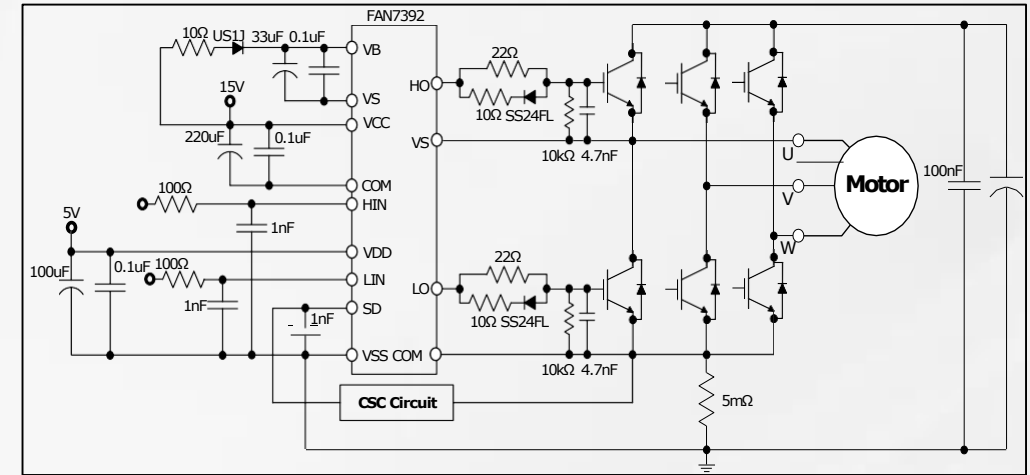 FAN7392
10Ω US1J 33uF 0.1uF
VB
VS
15V
VCC
220uF 0.1uF
COM
100Ω
HIN
1nF
5V
VDD
100uF 0.1uF 100Ω
LIN
1nF
SD
1nF
VSS COM
HO
22Ω
10Ω SS24FL
10kΩ 4.7nF
VS
LO
22Ω
10Ω SS24FL
10kΩ 4.7nF
CSC Circuit
5mΩ
U
V
W
Motor
100nF